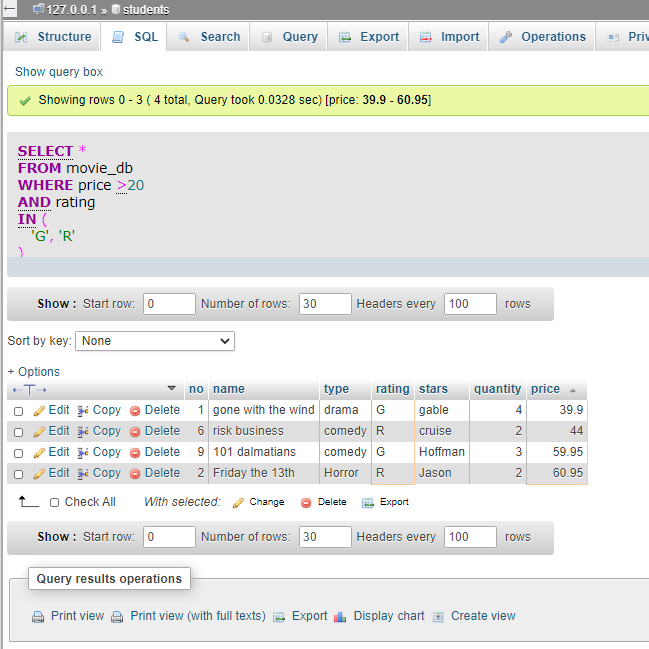 127.0.0.1 » students
Structure SQL Search Query Export Import Operations Priv
Show query box
Showing rows 0 - 3 ( 4 total, Query took 0.0328 sec) [price: 39.9 - 60.95]
SELECT *
FROM movie_db
WHERE price >20
AND rating
IN (
'G', 'R'
)
Show : Start row: 0 Number of rows: 30 Headers every 100 rows
Sort by key: None
+ Options
←T→ no name type rating stars quantity price
Edit Copy Delete 1 gone with the wind drama G gable 4 39.9
Edit Copy Delete 6 risk business comedy R cruise 2 44
Edit Copy Delete 9 101 dalmatians comedy G Hoffman 3 59.95
Edit Copy Delete 2 Friday the 13th Horror R Jason 2 60.95
Check All With selected: Change Delete Export
Show : Start row: 0 Number of rows: 30 Headers every 100 rows
Query results operations
Print view Print view (with full texts) Export Display chart Create view